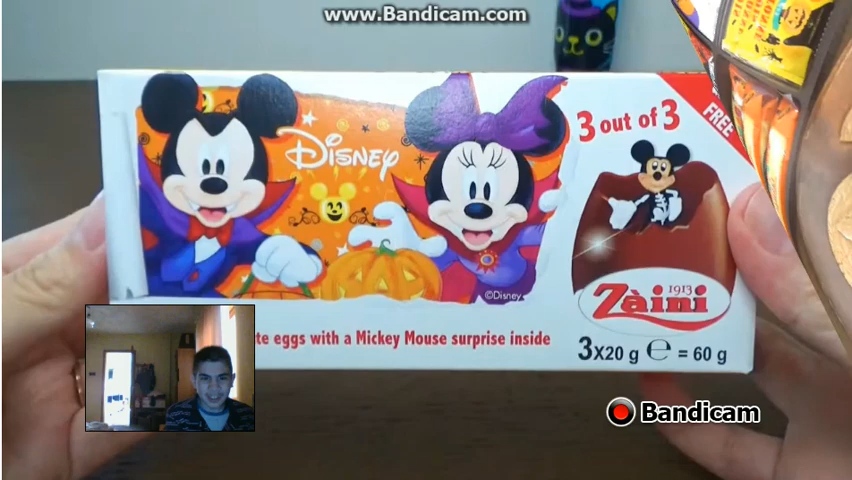 www.Bandicam.com
3 out of 3
FREE
Disney
©Disney
1913
Zàini
te eggs with a Mickey Mouse surprise inside
3x20 g e = 60 g
Bandicam